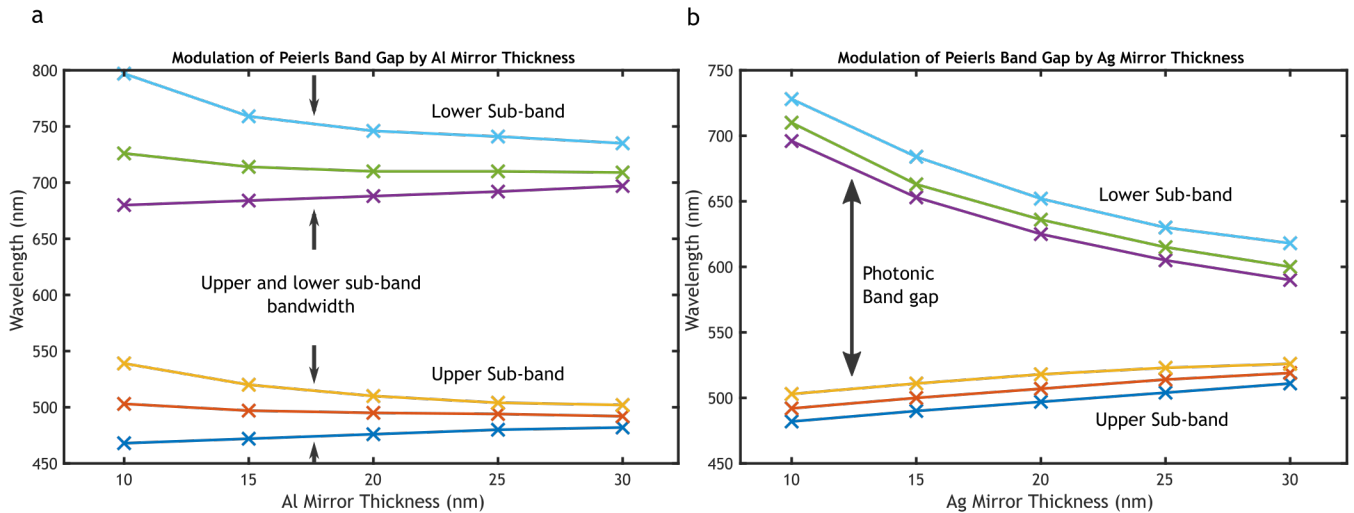 a
Modulation of Peierls Band Gap by Al Mirror Thickness
800
750
700
650
600
550
500
450
Wavelength (nm)
Lower Sub-band
Upper and lower sub-band
bandwidth
Upper Sub-band
10
15
20
25
30
Al Mirror Thickness (nm)
b
Modulation of Peierls Band Gap by Ag Mirror Thickness
750
700
650
600
550
500
450
Wavelength (nm)
Lower Sub-band
Photonic
Band gap
Upper Sub-band
10
15
20
25
30
Ag Mirror Thickness (nm)